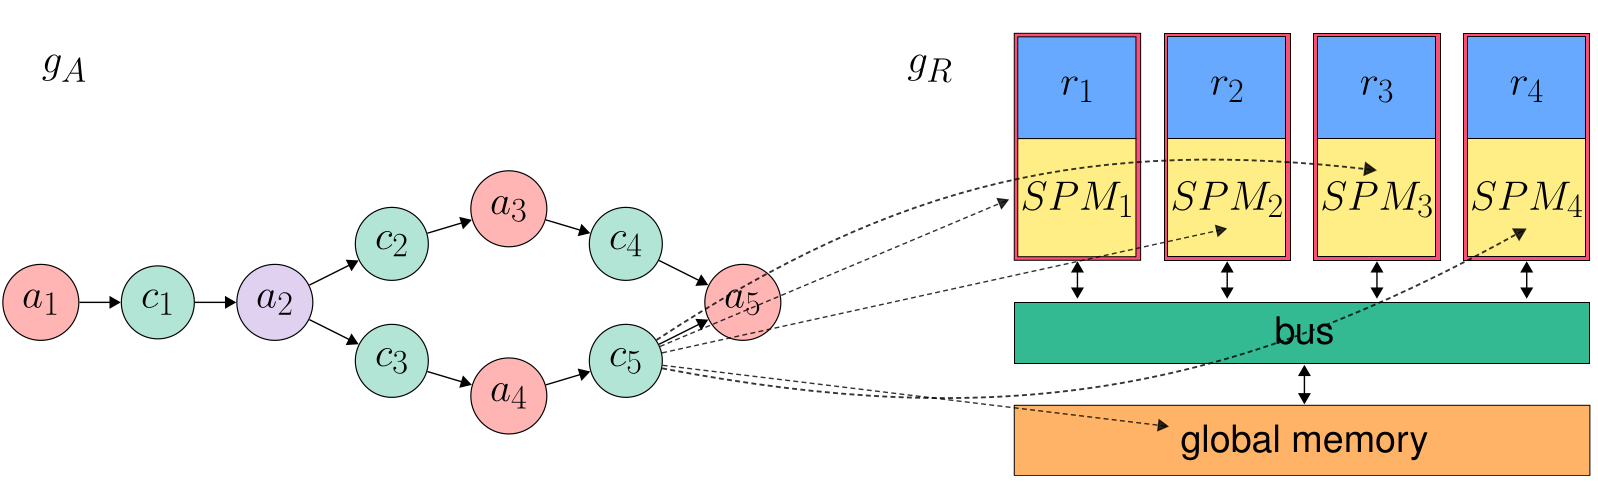 g_A
g_R
r_1 r_2 r_3 r_4
SPM_1 SPM_2 SPM_3 SPM_4
a_3
c_2 c_4
a_1 c_1 a_2 a_5
c_3 c_5
a_4
bus
global memory